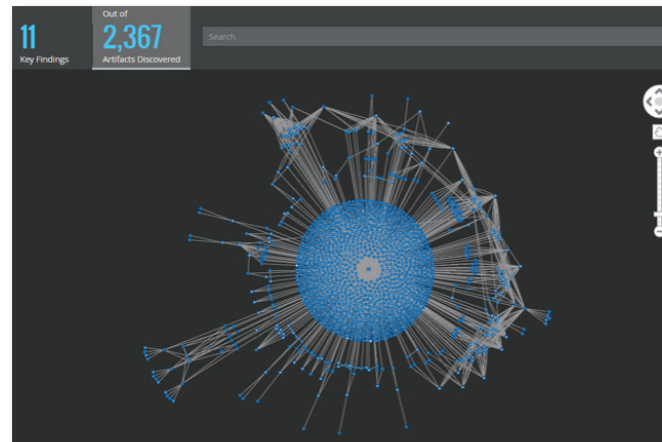 11
Key Findings
Out of
2,367
Artifacts Discovered
Search